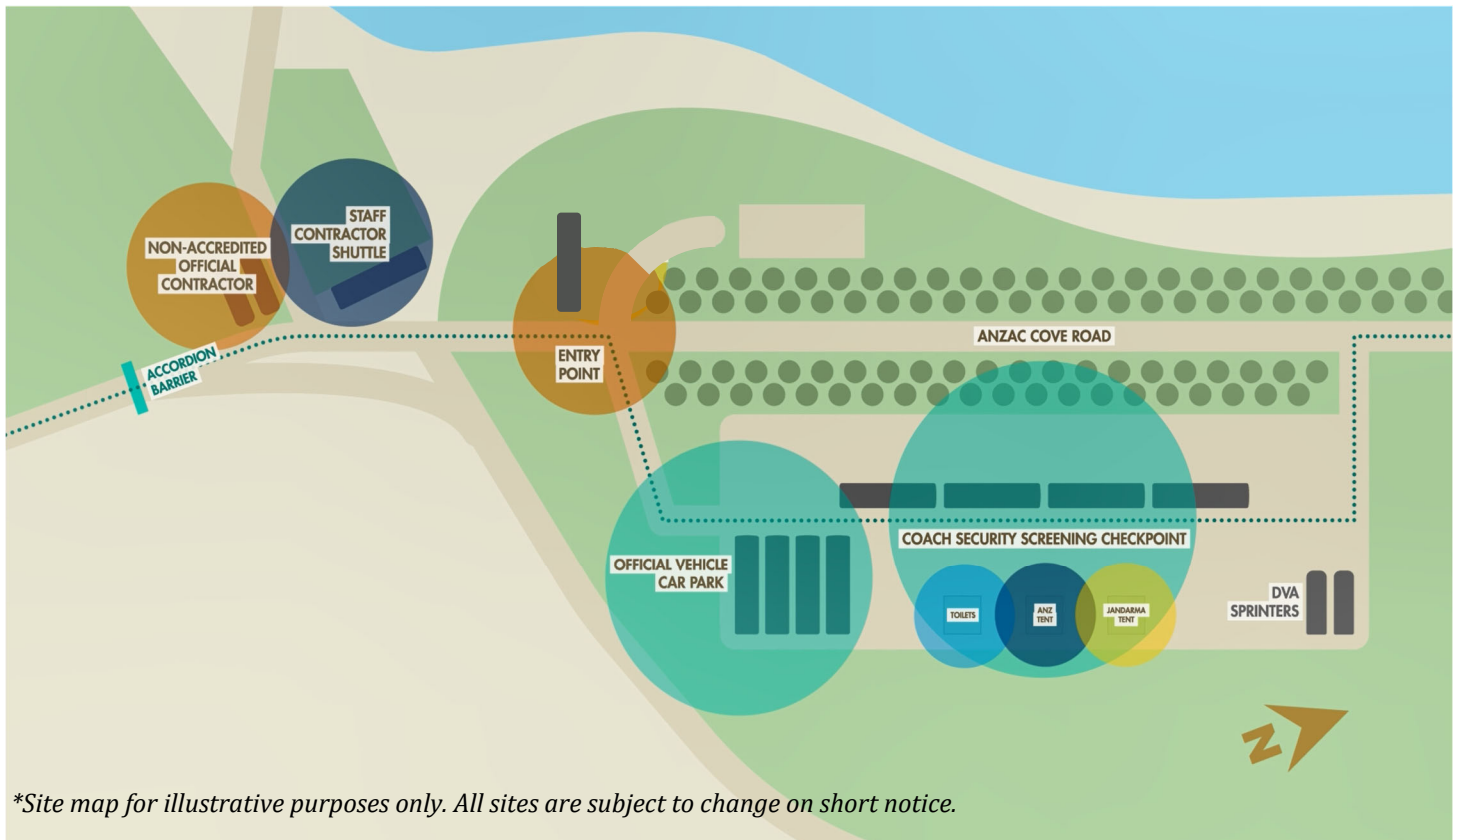 STAFF
CONTRACTOR
SHUTTLE
NON-ACCREDITED
OFFICIAL
CONTRACTOR
ACCORDION
BARRIER
ENTRY
POINT
ANZAC COVE ROAD
COACH SECURITY SCREENING CHECKPOINT
OFFICIAL VEHICLE
CAR PARK
TOILETS
ANZ
TENT
JANDARMA
TENT
DVA
SPRINTERS
N
*Site map for illustrative purposes only. All sites are subject to change on short notice.